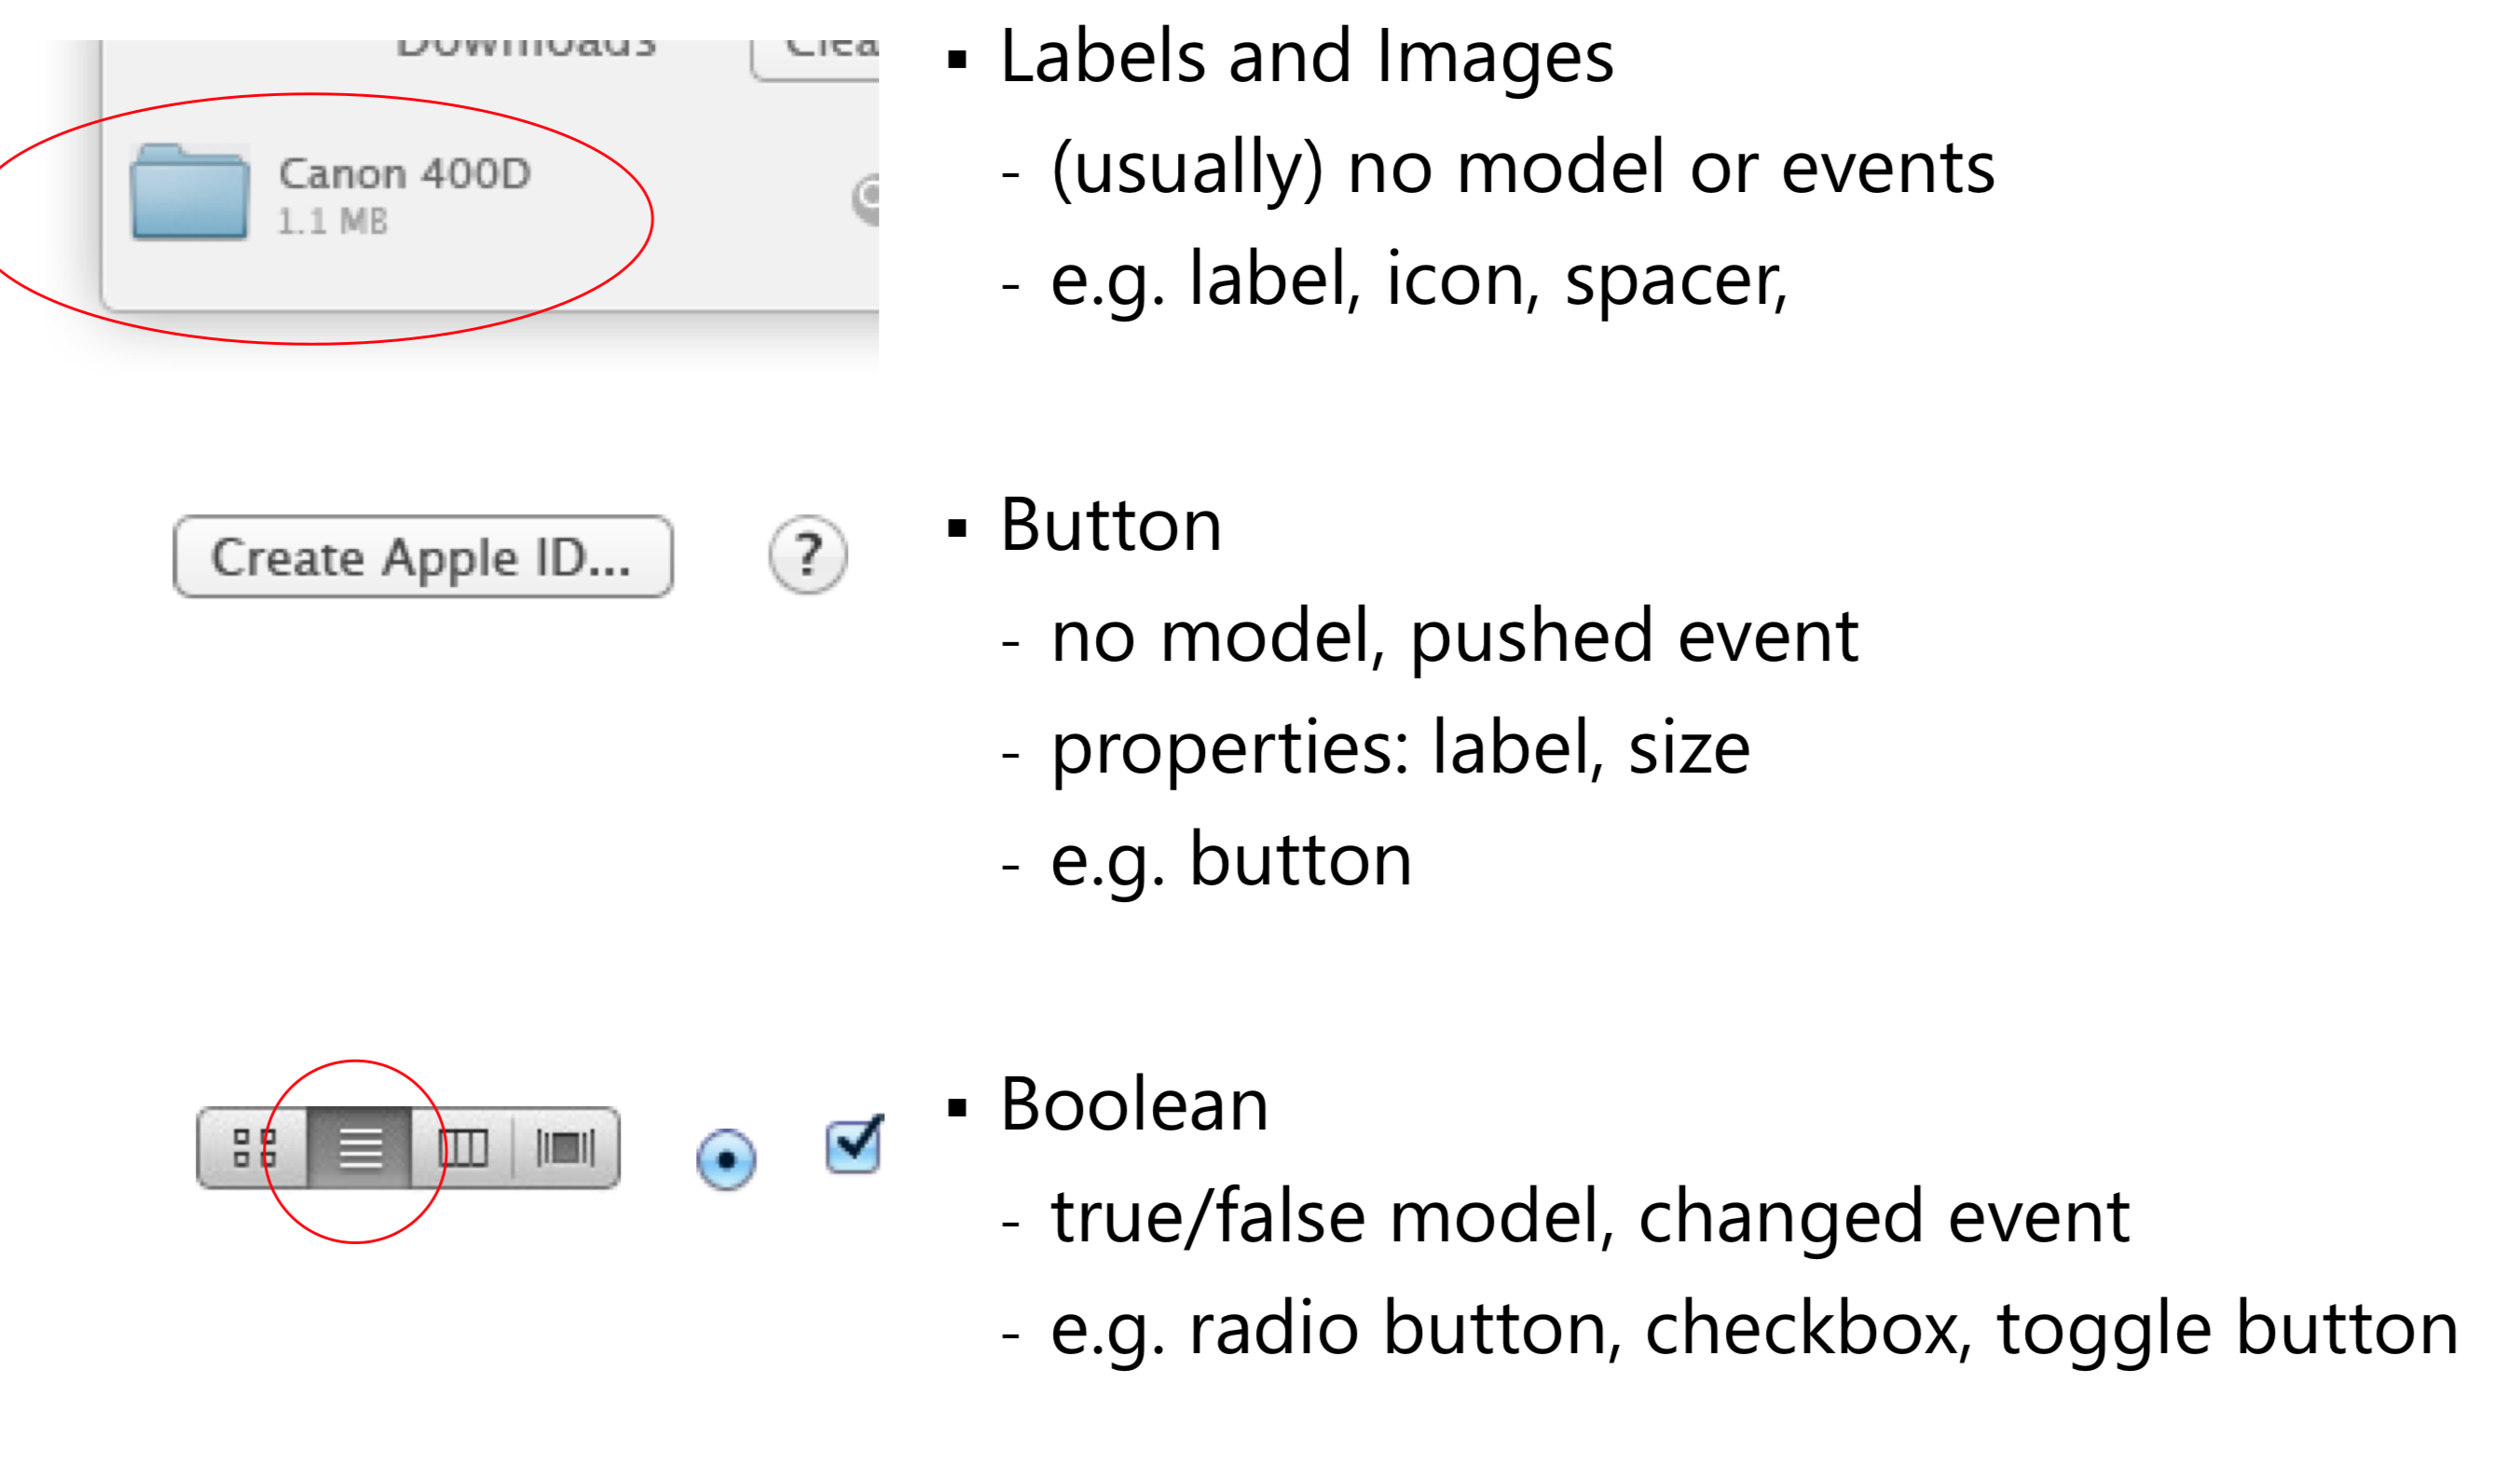 Downloads
Canon 400D
1.1 MB
▪ Labels and Images
- (usually) no model or events
- e.g. label, icon, spacer,
Create Apple ID...
?
▪ Button
- no model, pushed event
- properties: label, size
- e.g. button
▪ Boolean
- true/false model, changed event
- e.g. radio button, checkbox, toggle button